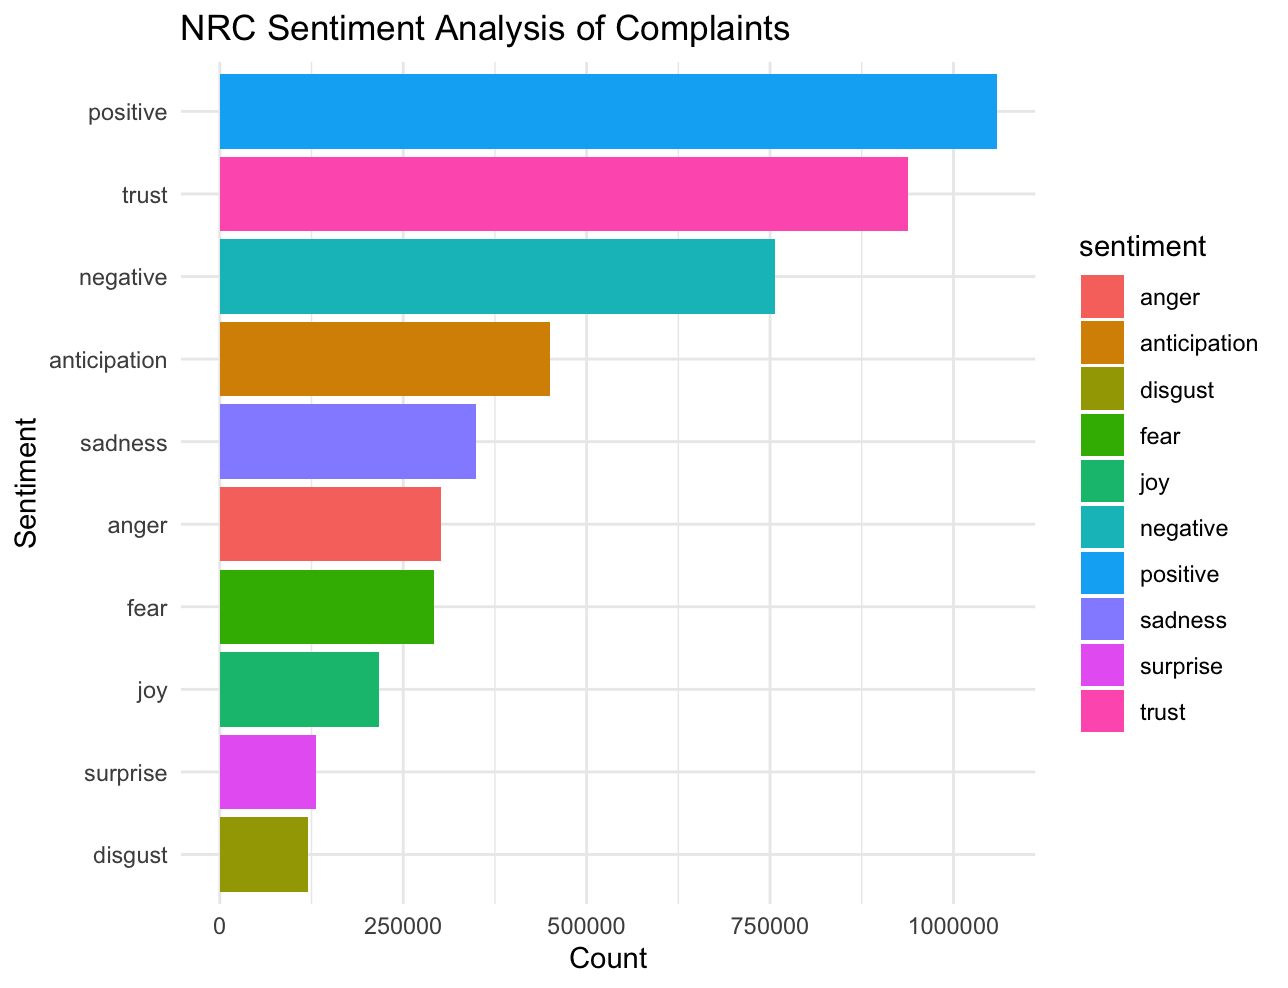 NRC Sentiment Analysis of Complaints
Sentiment
positive
trust
negative
anticipation
sadness
anger
fear
joy
surprise
disgust
0 250000 500000 750000 1000000
Count
sentiment
anger
anticipation
disgust
fear
joy
negative
positive
sadness
surprise
trust